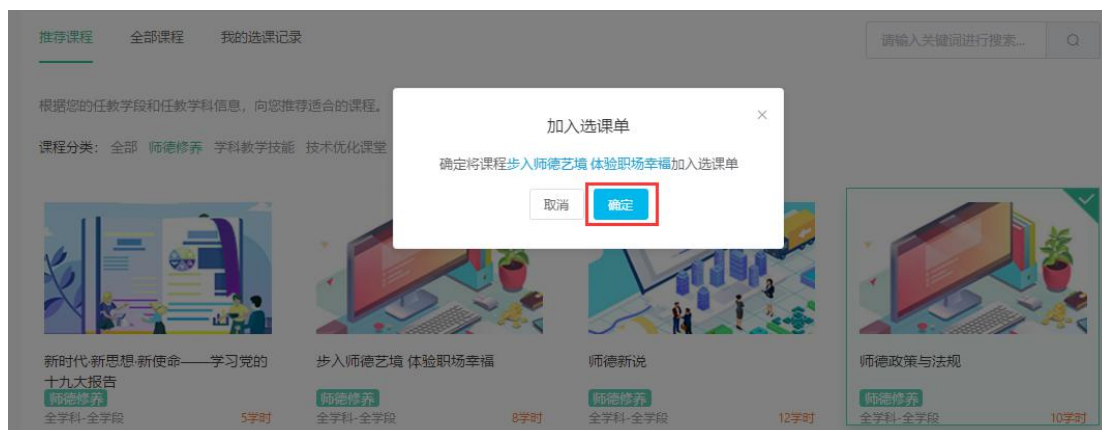 推荐课程 全部课程 我的选课记录
请输入关键词进行搜索...
根据您的任教学段和任教学科信息，向您推荐适合的课程。
课程分类： 全部 师德修养 学科教学技能 技术优化课堂
加入选课单
确定将课程步入师德艺境 体验职场幸福加入选课单
取消 确定
新时代·新思想·新使命——学习党的
十九大报告
师德修养
全学科-全学段 5学时
步入师德艺境 体验职场幸福
师德修养
全学科-全学段 8学时
师德新说
师德修养
全学科-全学段 12学时
师德政策与法规
师德修养
全学科-全学段 10学时